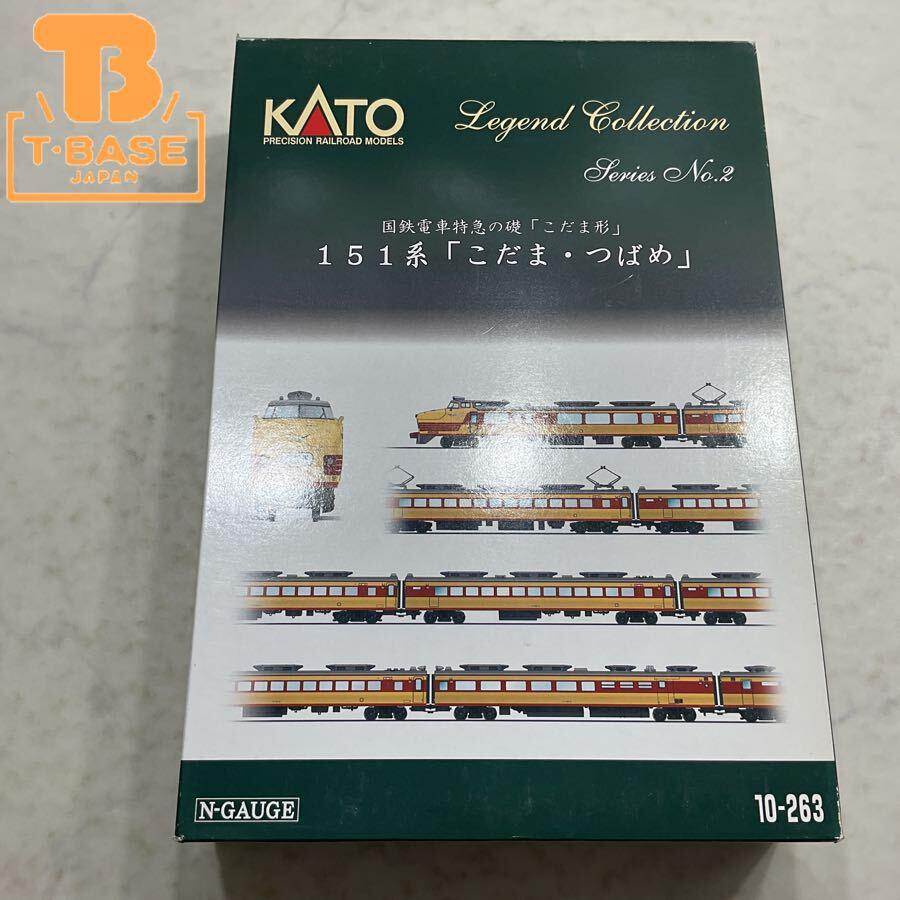 B
T・BASE
JAPAN
KATO
PRECISION RAILROAD MODELS
Legend Collection
Series No.2
国鉄電車特急の礎「こだま形」
151系「こだま・つばめ」
N-GAUGE
10-263